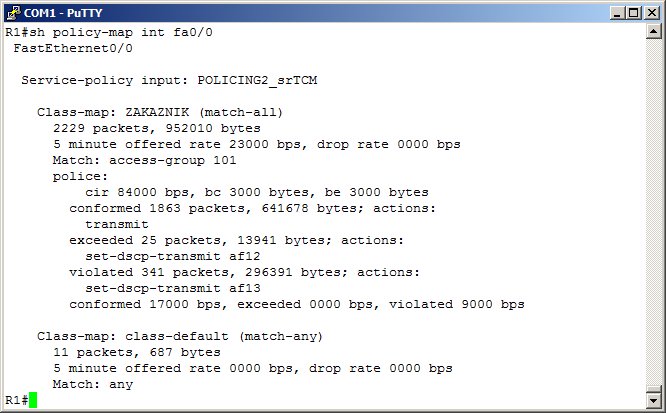 COM1 - PuTTY
R1#sh policy-map int fa0/0
FastEthernet0/0
Service-policy input: POLICING2_srTCM
Class-map: ZAKAZNIK (match-all)
2229 packets, 952010 bytes
5 minute offered rate 23000 bps, drop rate 0000 bps
Match: access-group 101
police:
cir 84000 bps, bc 3000 bytes, be 3000 bytes
conformed 1863 packets, 641678 bytes; actions:
transmit
exceeded 25 packets, 13941 bytes; actions:
set-dscp-transmit af12
violated 341 packets, 296391 bytes; actions:
set-dscp-transmit af13
conformed 17000 bps, exceeded 0000 bps, violated 9000 bps
Class-map: class-default (match-any)
11 packets, 687 bytes
5 minute offered rate 0000 bps, drop rate 0000 bps
Match: any
R1#